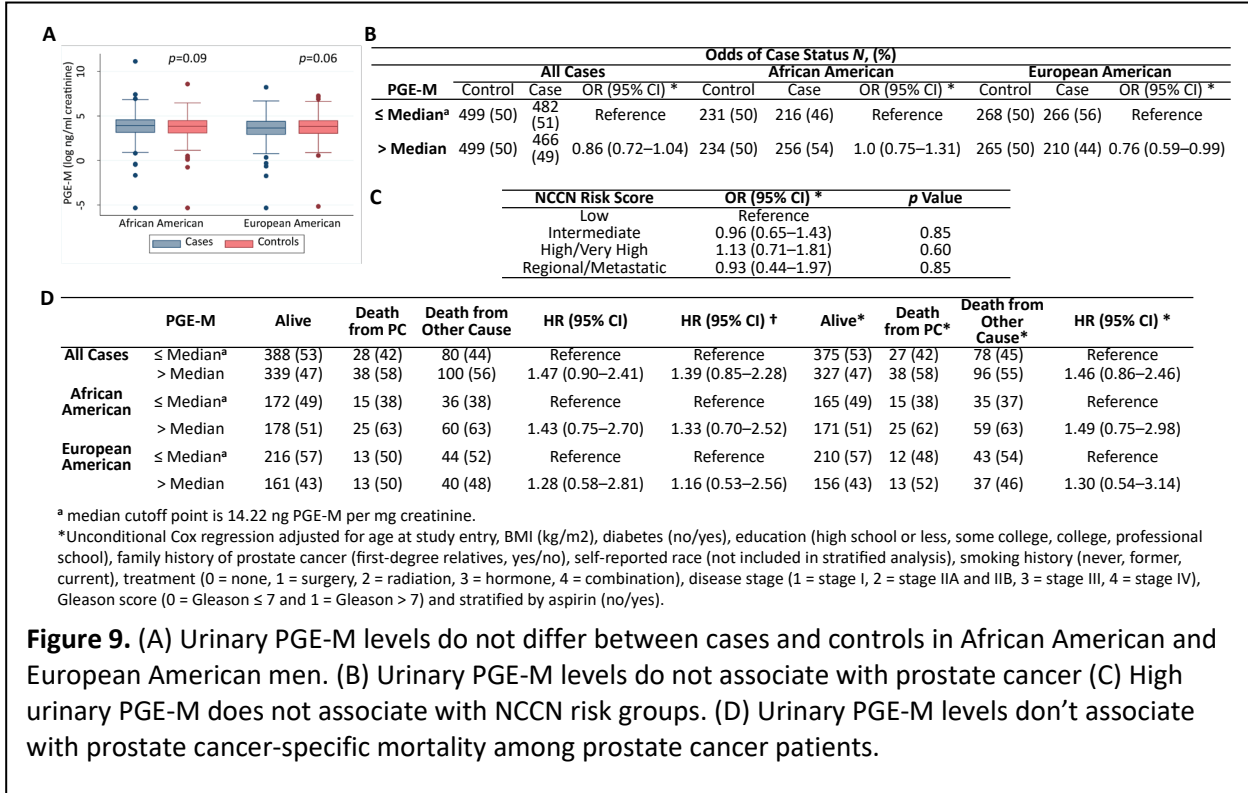 A
p=0.09
p=0.06
PGE-M (log ng/ml creatinine)
10
5
0
-5
African American
European American
Cases
Controls
B
Odds of Case Status N, (%)
All Cases African American European American
PGE-M Control Case OR (95% CI) * Control Case OR (95% CI) * Control Case OR (95% CI) *
≤ Medianª 499 (50) 482 (51) Reference 231 (50) 216 (46) Reference 268 (50) 266 (56) Reference
> Median 499 (50) 466 (49) 0.86 (0.72–1.04) 234 (50) 256 (54) 1.0 (0.75–1.31) 265 (50) 210 (44) 0.76 (0.59–0.99)
C
NCCN Risk Score OR (95% CI) * p Value
Low Reference
Intermediate 0.96 (0.65–1.43) 0.85
High/Very High 1.13 (0.71–1.81) 0.60
Regional/Metastatic 0.93 (0.44–1.97) 0.85
D
PGE-M Alive Death from PC Death from Other Cause HR (95% CI) HR (95% CI) † Alive* Death from PC* Death from Other Cause* HR (95% CI) *
All Cases ≤ Medianª 388 (53) 28 (42) 80 (44) Reference Reference 375 (53) 27 (42) 78 (45) Reference
> Median 339 (47) 38 (58) 100 (56) 1.47 (0.90–2.41) 1.39 (0.85–2.28) 327 (47) 38 (58) 96 (55) 1.46 (0.86–2.46)
African American ≤ Medianª 172 (49) 15 (38) 36 (38) Reference Reference 165 (49) 15 (38) 35 (37) Reference
> Median 178 (51) 25 (63) 60 (63) 1.43 (0.75–2.70) 1.33 (0.70–2.52) 171 (51) 25 (62) 59 (63) 1.49 (0.75–2.98)
European American ≤ Medianª 216 (57) 13 (50) 44 (52) Reference Reference 210 (57) 12 (48) 43 (54) Reference
> Median 161 (43) 13 (50) 40 (48) 1.28 (0.58–2.81) 1.16 (0.53–2.56) 156 (43) 13 (52) 37 (46) 1.30 (0.54–3.14)
ª median cutoff point is 14.22 ng PGE-M per mg creatinine.
*Unconditional Cox regression adjusted for age at study entry, BMI (kg/m2), diabetes (no/yes), education (high school or less, some college, college, professional
school), family history of prostate cancer (first-degree relatives, yes/no), self-reported race (not included in stratified analysis), smoking history (never, former,
current), treatment (0 = none, 1 = surgery, 2 = radiation, 3 = hormone, 4 = combination), disease stage (1 = stage I, 2 = stage IIA and IIB, 3 = stage III, 4 = stage IV),
Gleason score (0 = Gleason ≤ 7 and 1 = Gleason > 7) and stratified by aspirin (no/yes).
Figure 9. (A) Urinary PGE-M levels do not differ between cases and controls in African American and
European American men. (B) Urinary PGE-M levels do not associate with prostate cancer (C) High
urinary PGE-M does not associate with NCCN risk groups. (D) Urinary PGE-M levels don’t associate
with prostate cancer-specific mortality among prostate cancer patients.